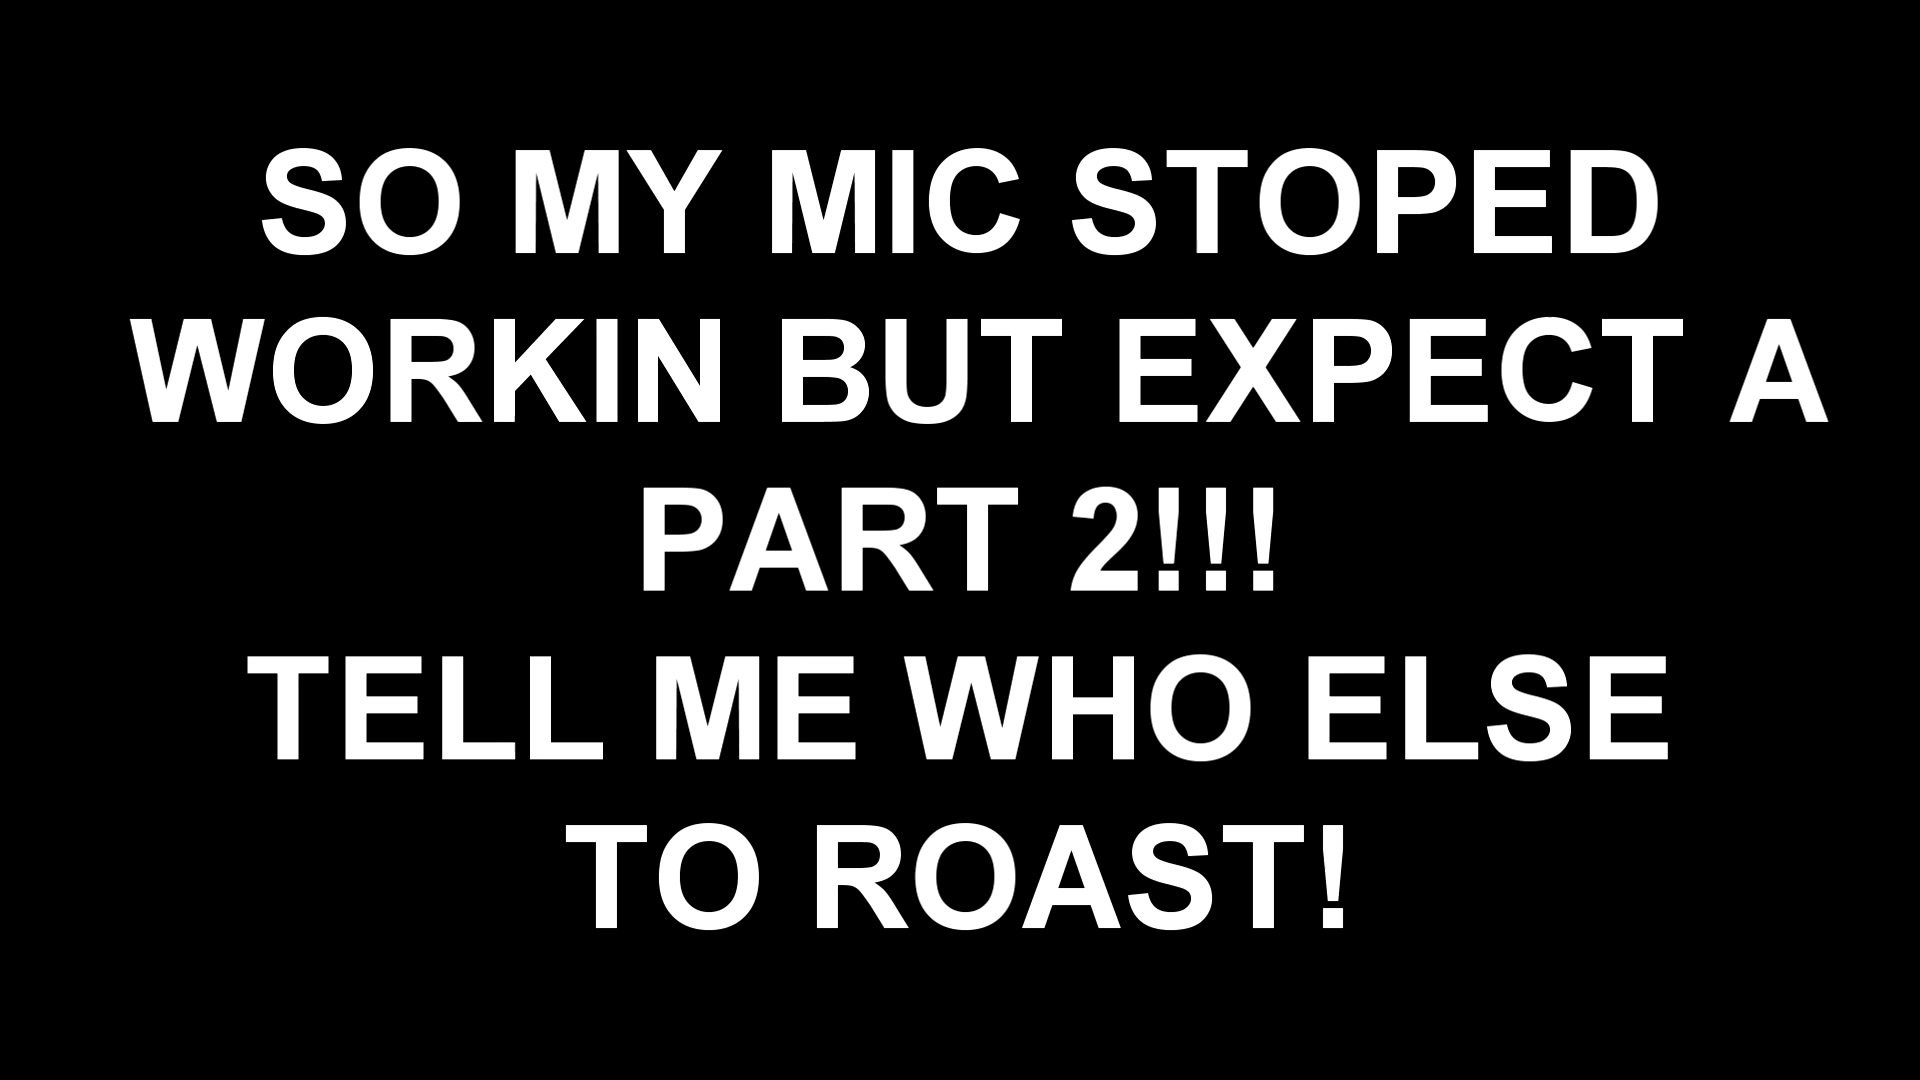 SO MY MIC STOPED
WORKIN BUT EXPECT A
PART 2!!!
TELL ME WHO ELSE
TO ROAST!